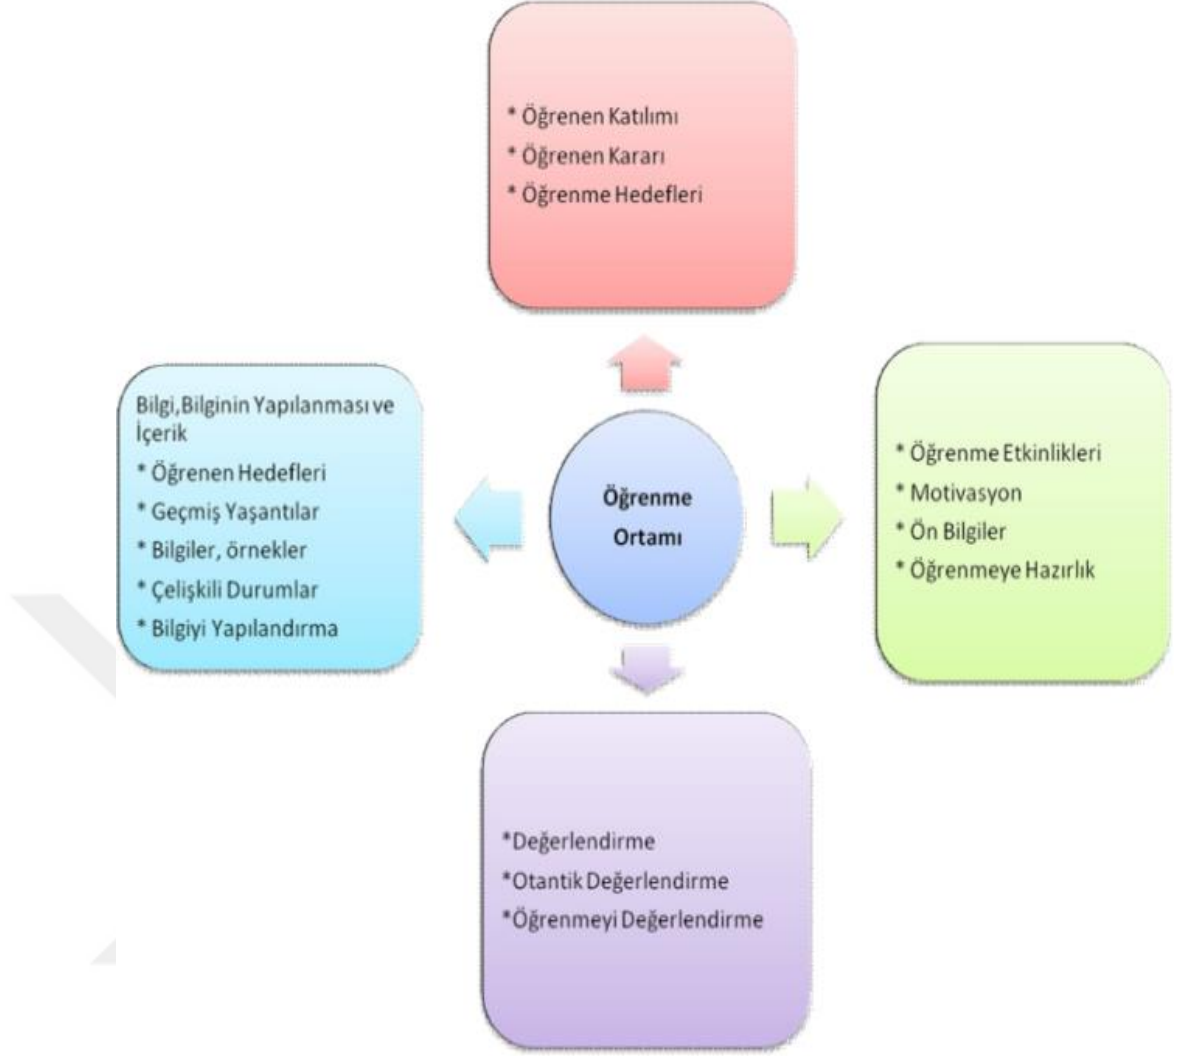 * Öğrenen Katılımı
* Öğrenen Kararı
* Öğrenme Hedefleri
Bilgi,Bilginin Yapılanması ve
İçerik
* Öğrenen Hedefleri
* Geçmiş Yaşantılar
* Bilgiler, örnekler
* Çelişkili Durumlar
* Bilgiyi Yapılandırma
Öğrenme
Ortamı
* Öğrenme Etkinlikleri
* Motivasyon
* Ön Bilgiler
* Öğrenmeye Hazırlık
*Değerlendirme
*Otantik Değerlendirme
*Öğrenmeyi Değerlendirme